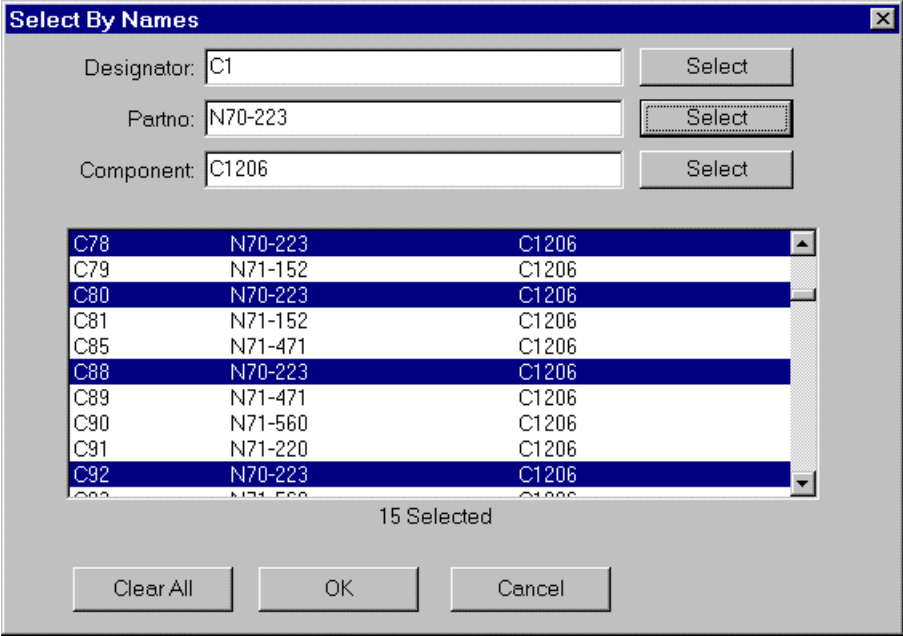 Select By Names
Designator: C1 Select
Partno: N70-223 Select
Component: C1206 Select
C78 N70-223 C1206
C79 N71-152 C1206
C80 N70-223 C1206
C81 N71-152 C1206
C85 N71-471 C1206
C88 N70-223 C1206
C89 N71-471 C1206
C90 N71-560 C1206
C91 N71-220 C1206
C92 N70-223 C1206
15 Selected
Clear All OK Cancel